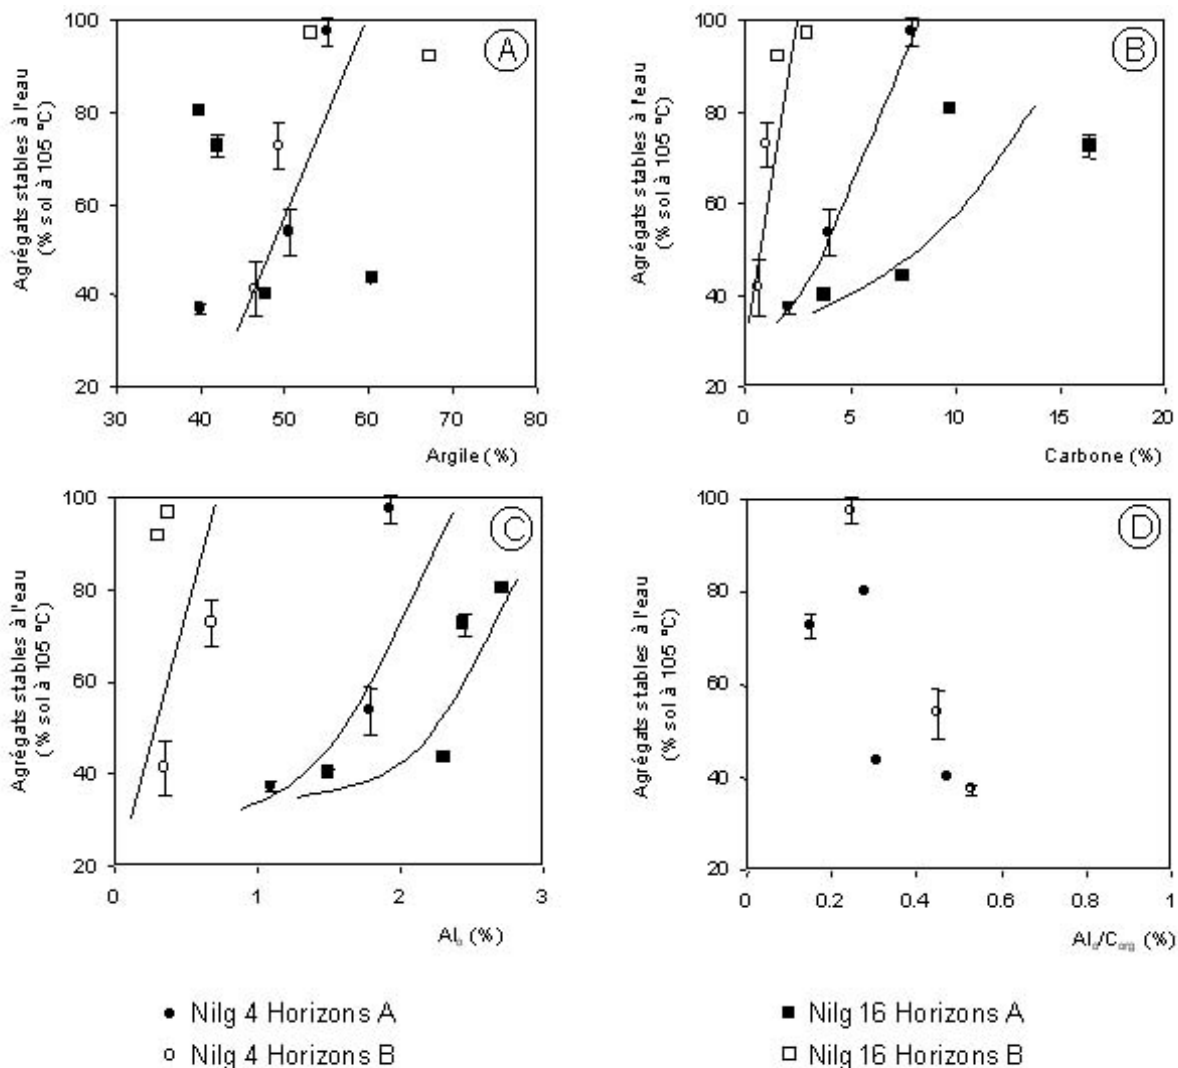 Agrégats stables à l'eau
(% sol à 105 °C)
100
80
60
40
20
30 40 50 60 70 80
Argile (%)
A
Agrégats stables à l'eau
(% sol à 105 °C)
100
80
60
40
20
0 5 10 15 20
Carbone (%)
B
Agrégats stables à l'eau
(% sol à 105 °C)
100
80
60
40
20
0 1 2 3
Alo (%)
C
Agrégats stables à l'eau
(% sol à 105 °C)
100
80
60
40
20
0 0.2 0.4 0.6 0.8 1
Alo/Corg (%)
D
Nilg 4 Horizons A
Nilg 4 Horizons B
Nilg 16 Horizons A
Nilg 16 Horizons B